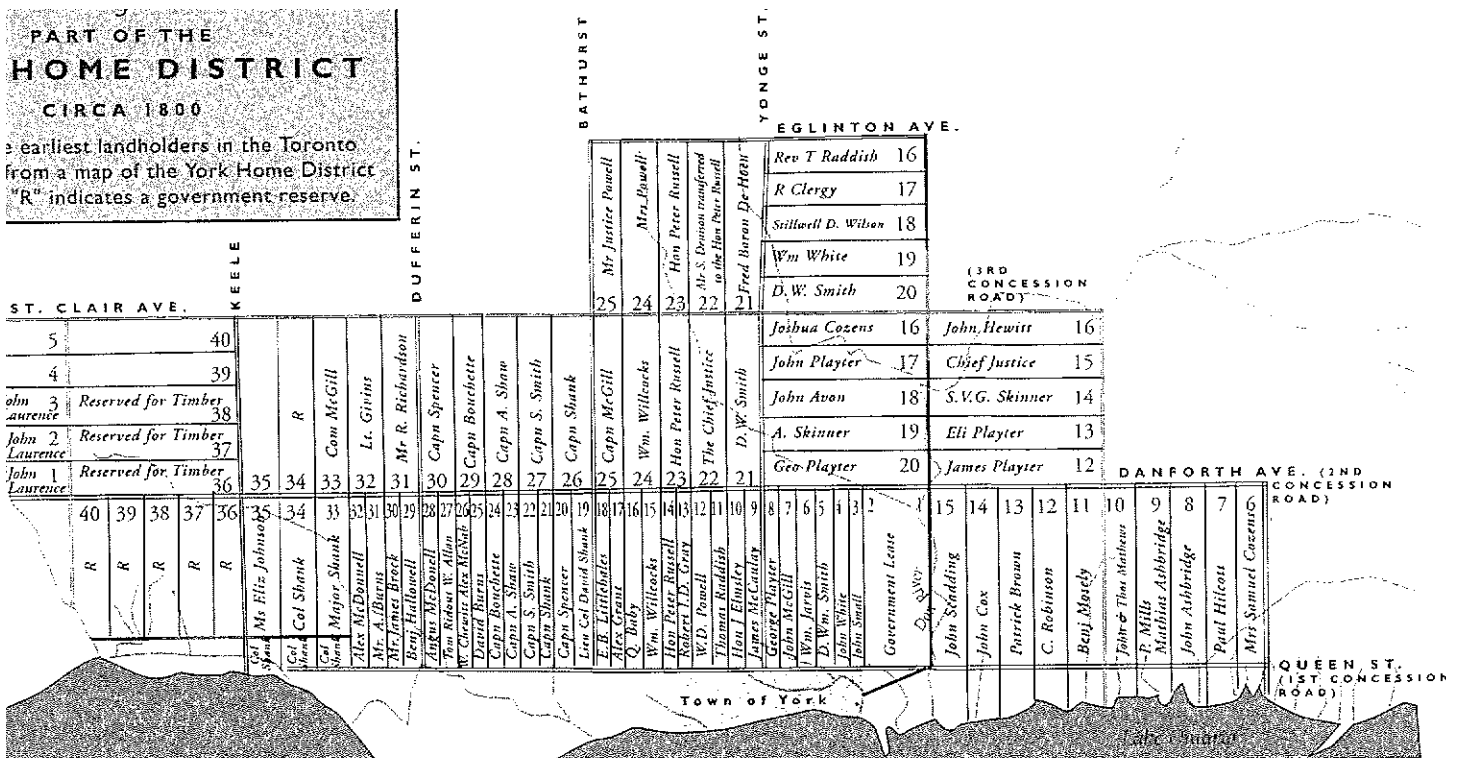 PART OF THE
HOME DISTRICT
CIRCA 1800
e earliest landholders in the Toronto
from a map of the York Home District
"R" indicates a government reserve.
KEELE
DUFFERIN ST.
BATHURST
YONGE ST.
EGLINTON AVE.
Rev T Raddish 16
R Clergy 17
Stillwell D. Wilson 18
Wm White 19
D.W. Smith 20
Mr Justice Powell 25
Mrs Powell 24
Hon Peter Russell 23
Mr S. Denison transferred
to the Hon Peter Russell 22
Fred Baron De Hoen 21
(3RD
CONCESSION
ROAD)
ST. CLAIR AVE.
5 40
4 39
John 3 Laurence Reserved for Timber 38
John 2 Laurence Reserved for Timber 37
John 1 Laurence Reserved for Timber 36
35
R 34
Com McGill 33
Lt. Givins 32
Mr R. Richardson 31
Capn Spencer 30
Capn Bouchette 29
Capn A. Shaw 28
Capn S. Smith 27
Capn Shank 26
Capn McGill 25
Wm. Willcocks 24
Hon Peter Russell 23
The Chief Justice 22
D.W. Smith 21
Joshua Cozens 16
John Playter 17
John Avon 18
A. Skinner 19
Geo Playter 20
John Hewitt 16
Chief Justice 15
S.V.G. Skinner 14
Eli Playter 13
James Playter 12
DANFORTH AVE. (2ND
CONCESSION
ROAD)
40 R
39 R
38 R
37 R
36 R
35 Ms Eliz Johnson
Col Shank
34 Col Shank
Col Shank
33 Major Shank
Col Shank
32 Alex McDonnell
31 Mr. A. Burns
30 Mr. James Brock
29 Benj Hallowell
28 Angus McDonell
27 Tom Ridout W. Allan
26 W. Chewitt Alex McNab
25 David Burns
24 Capn Bouchette
23 Capn A. Shaw
22 Capn S. Smith
21 Capn Shank
20 Capn Spencer
19 Lieu Col David Shank
18 E.B. Littlehales
17 Alex Grant
16 Q. Baby
15 Wm. Willcocks
14 Hon Peter Russell
13 Robert I.D. Gray
12 W.D. Powell
11 Thomas Raddish
10 Hon J Elmsley
9 James McCaulay
8 George Playter
7 John McGill
6 Wm. Jarvis
5 D. Wm. Smith
4 John White
3 John Small
2 Government Lease
1
Don River
15 John Scadding
14 John Cox
13 Patrick Brown
12 C. Robinson
11 Benj Mosely
10 John & Thos Mathews
9 P. Mills
Mathias Ashbridge
8 John Ashbridge
7 Paul Hilcott
6 Mrs Samuel Cozens
QUEEN ST.
(1ST CONCESSION
ROAD)
Town of York
Lake Ontario